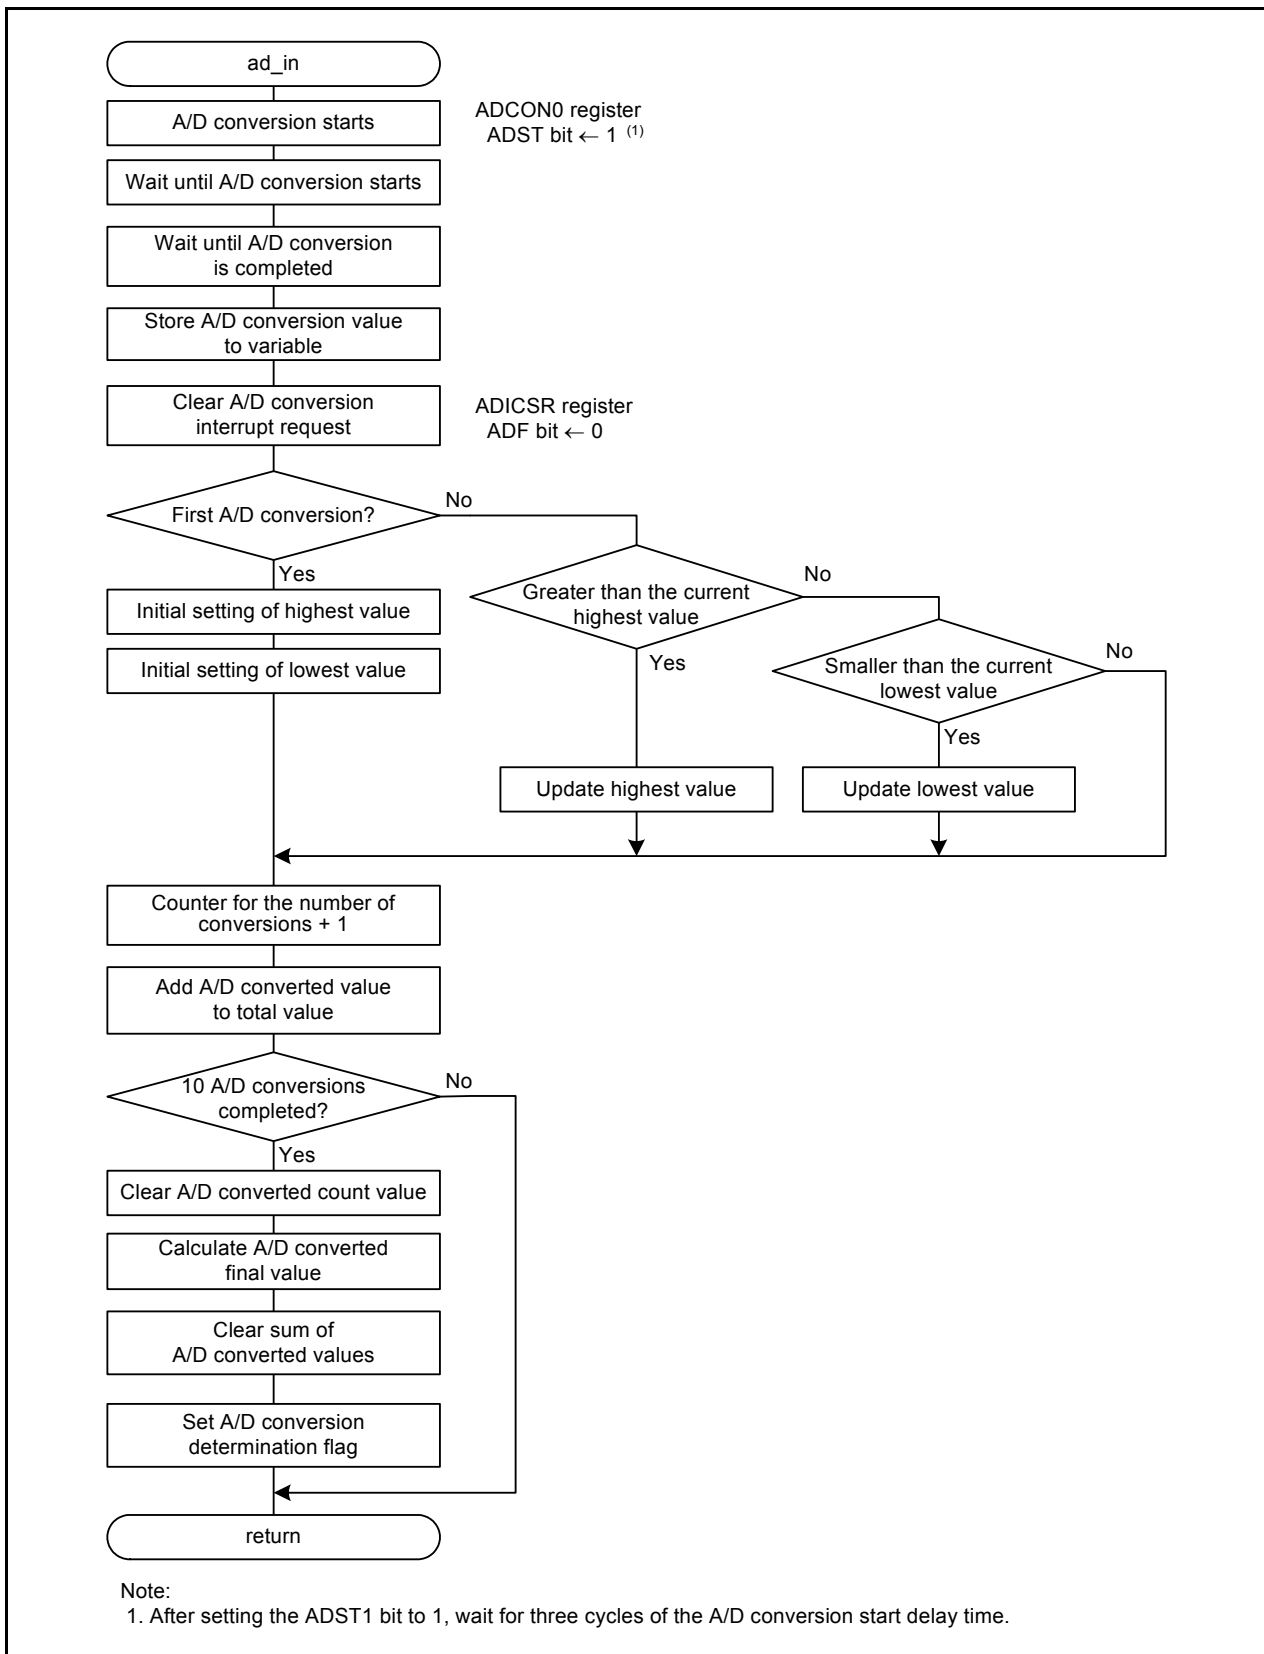 ad_in
A/D conversion starts
ADCON0 register
ADST bit ← 1 (1)
Wait until A/D conversion starts
Wait until A/D conversion
is completed
Store A/D conversion value
to variable
Clear A/D conversion
interrupt request
ADICSR register
ADF bit ← 0
First A/D conversion?
No
Yes
Greater than the current
highest value
No
Yes
Initial setting of highest value
Initial setting of lowest value
Smaller than the current
lowest value
No
Yes
Update highest value
Update lowest value
Counter for the number of
conversions + 1
Add A/D converted value
to total value
10 A/D conversions
completed?
No
Yes
Clear A/D converted count value
Calculate A/D converted
final value
Clear sum of
A/D converted values
Set A/D conversion
determination flag
return
Note:
1. After setting the ADST1 bit to 1, wait for three cycles of the A/D conversion start delay time.